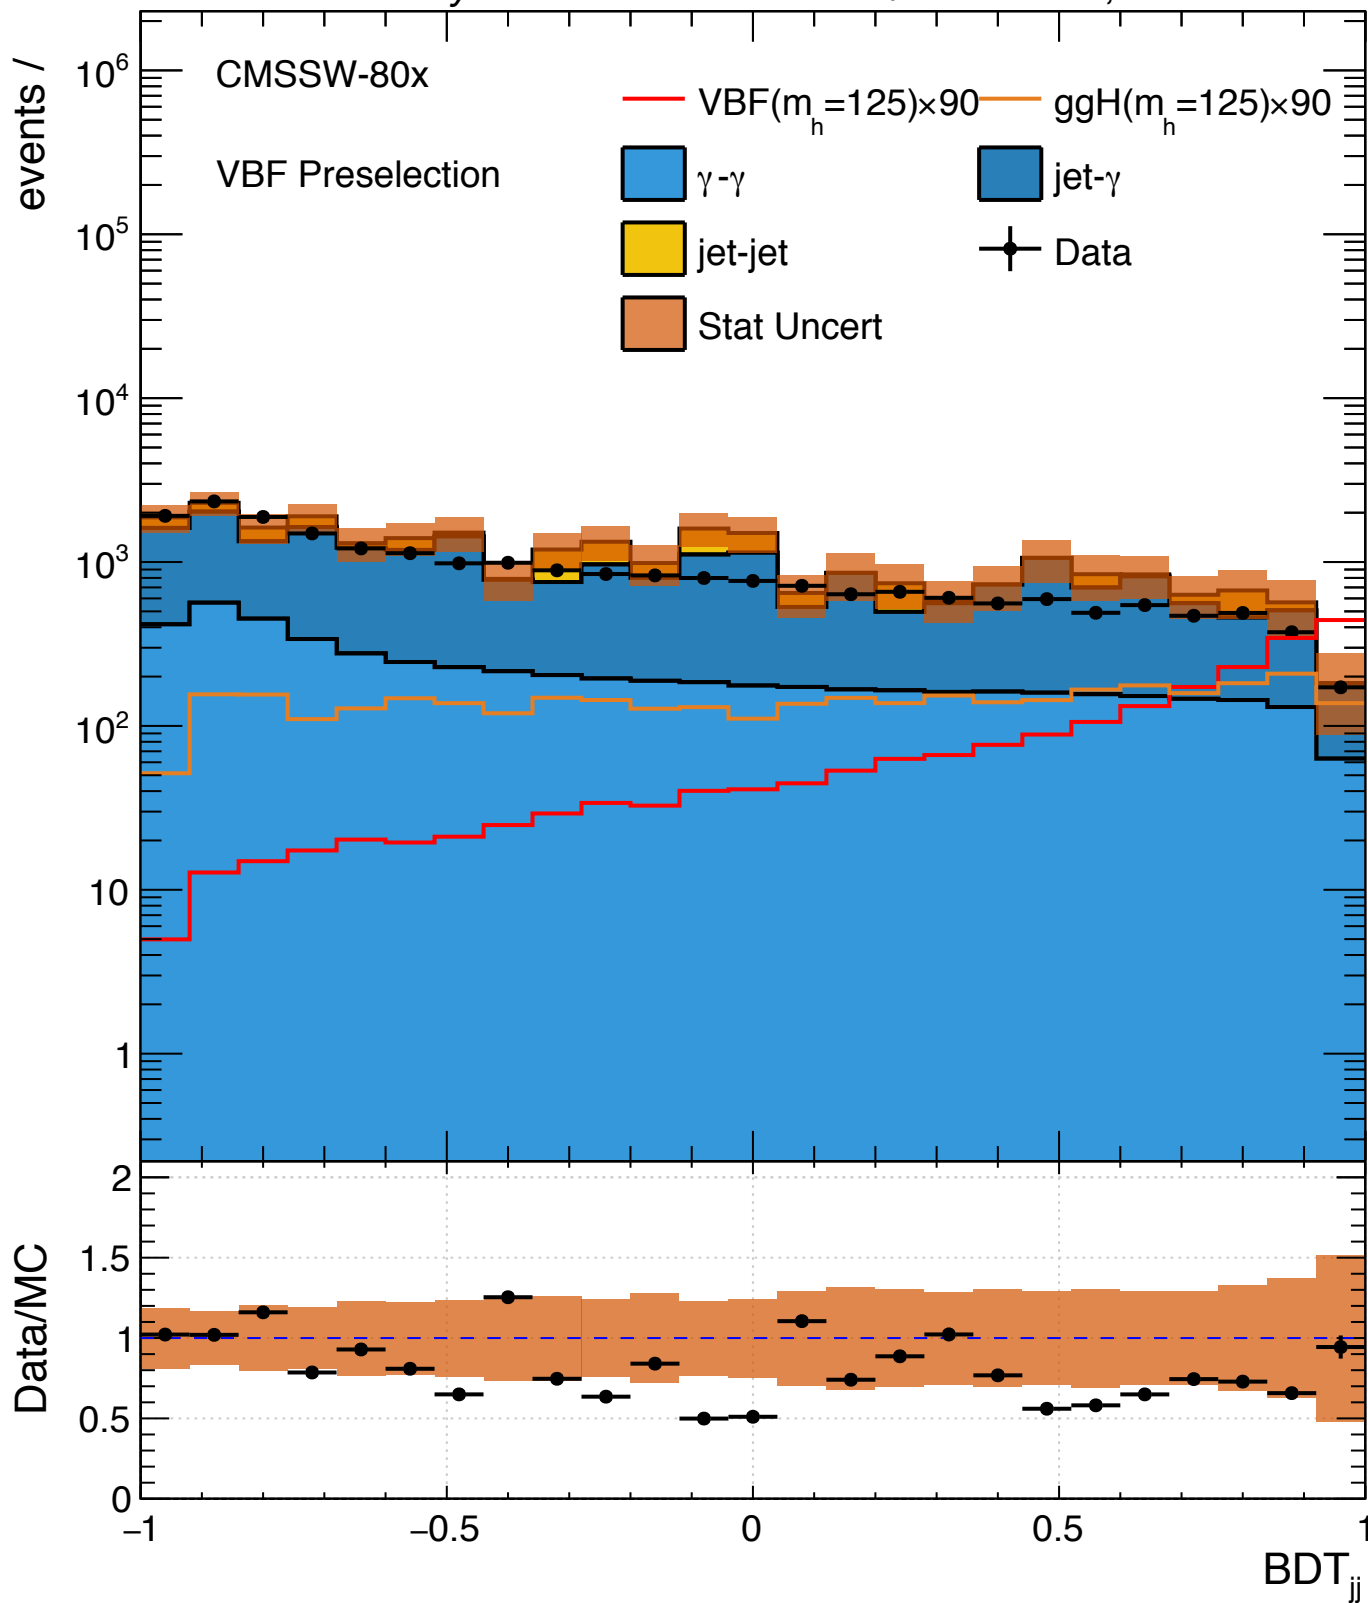 CMSSW-80x
VBF Preselection
VBF(m_h=125)×90
ggH(m_h=125)×90
γ-γ
jet-γ
jet-jet
Data
Stat Uncert
events /
10^6
10^5
10^4
10^3
10^2
10
1
Data/MC
2
1.5
1
0.5
0
−1
−0.5
0
0.5
1
BDT_jj